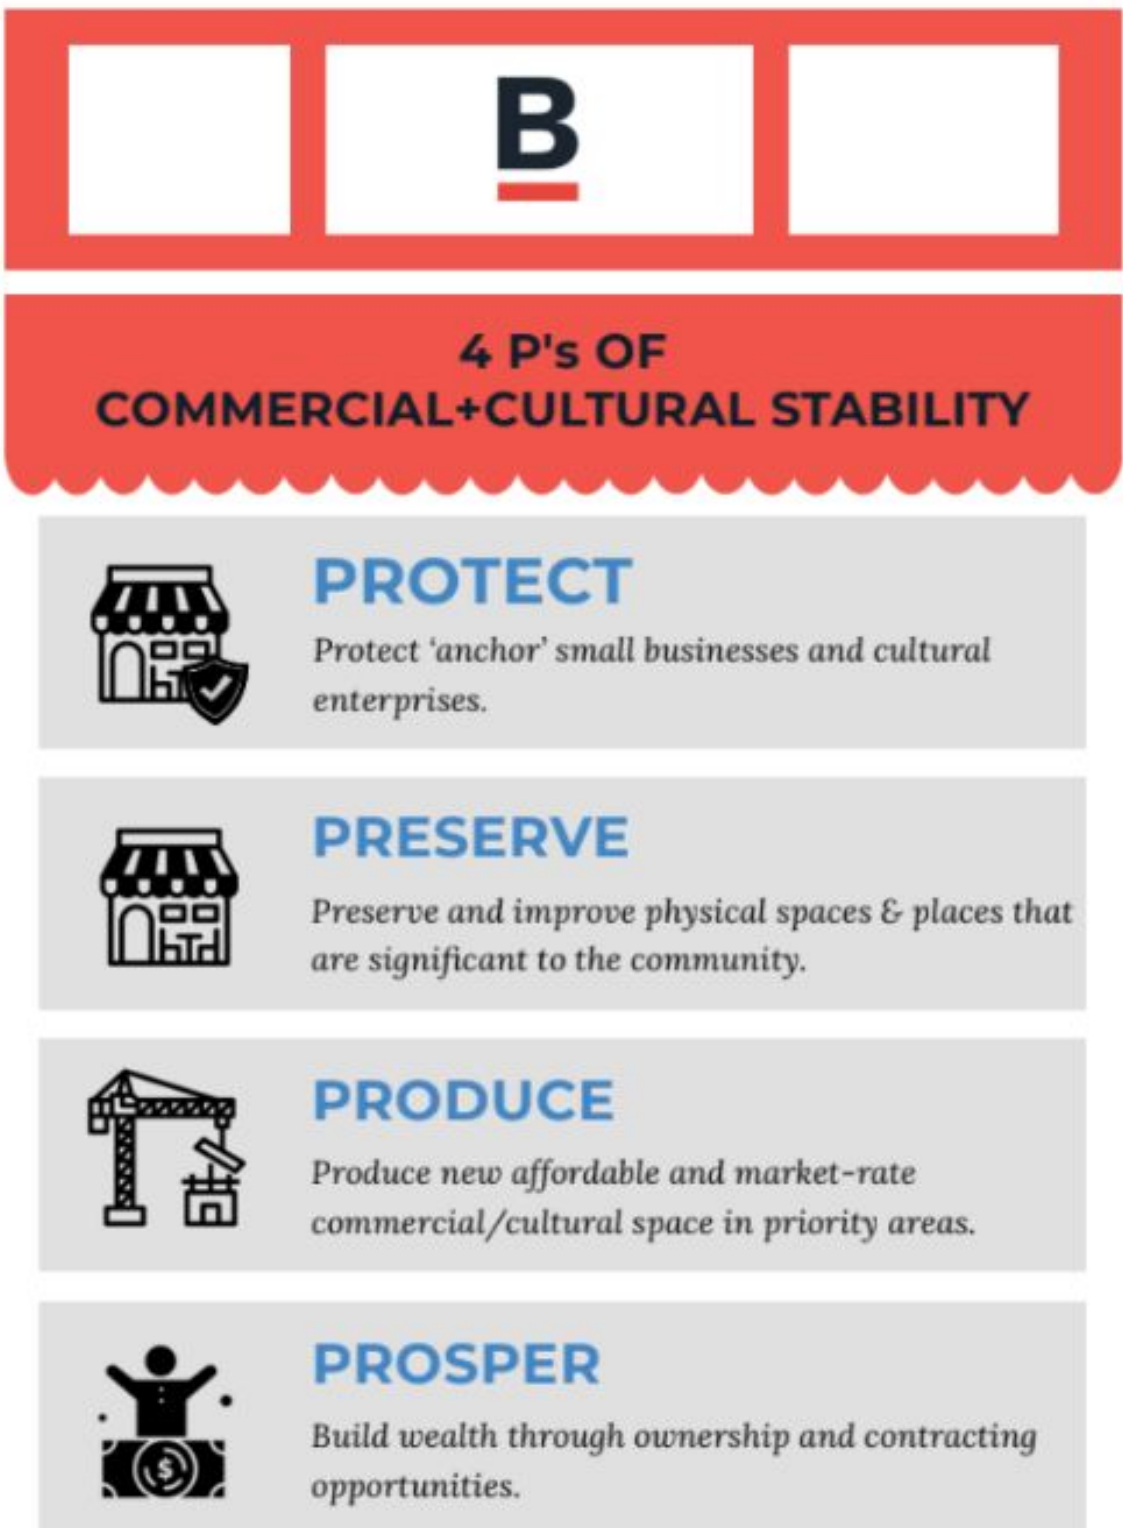 B
4 P's OF
COMMERCIAL+CULTURAL STABILITY
PROTECT
Protect ‘anchor’ small businesses and cultural
enterprises.
PRESERVE
Preserve and improve physical spaces & places that
are significant to the community.
PRODUCE
Produce new affordable and market-rate
commercial/cultural space in priority areas.
PROSPER
Build wealth through ownership and contracting
opportunities.
$